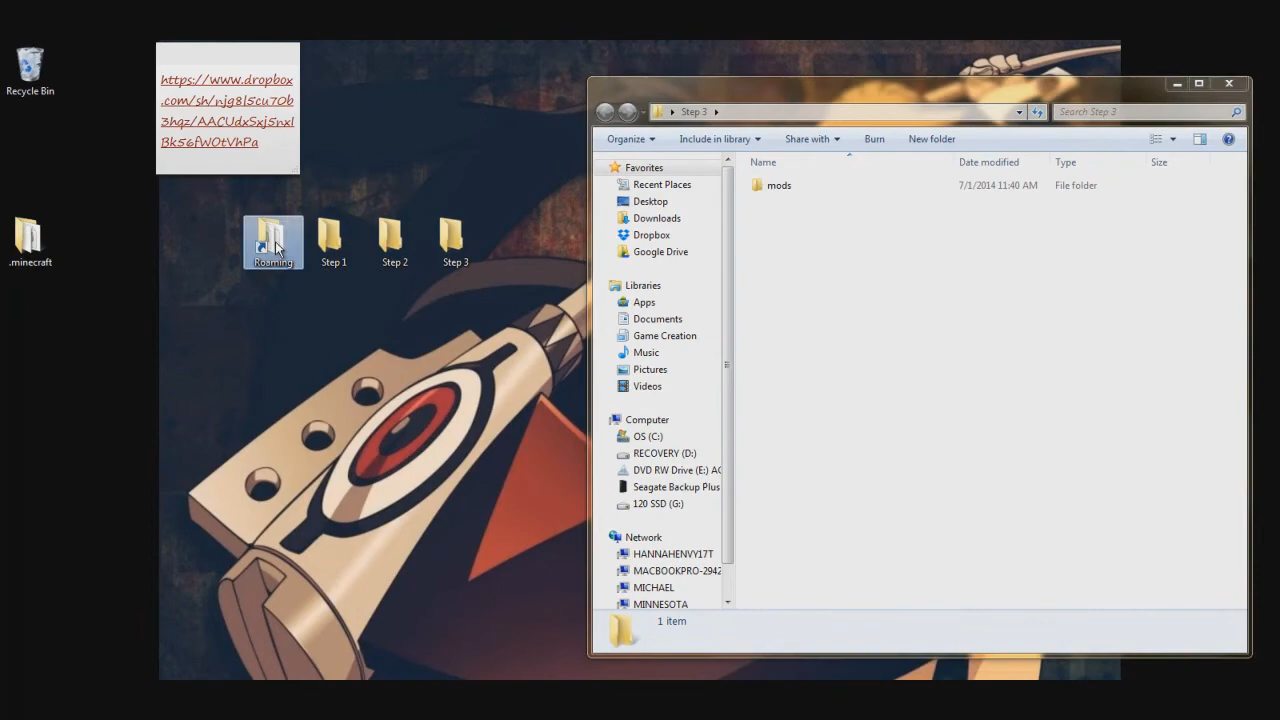 Recycle Bin
https://www.dropbox
.com/sh/njg8l5cu70b
3hqz/AACUdxSxj5nxl
Bk56fWOtVhPa
.minecraft
Roaming
Step 1
Step 2
Step 3
Step 3
Search Step 3
Organize
Include in library
Share with
Burn
New folder
Name
Date modified
Type
Size
mods
7/1/2014 11:40 AM
File folder
Favorites
Recent Places
Desktop
Downloads
Dropbox
Google Drive
Libraries
Apps
Documents
Game Creation
Music
Pictures
Videos
Computer
OS (C:)
RECOVERY (D:)
DVD RW Drive (E:) AC
Seagate Backup Plus
120 SSD (G:)
Network
HANNAHENVY17T
MACBOOKPRO-2942
MICHAEL
MINNESOTA
1 item